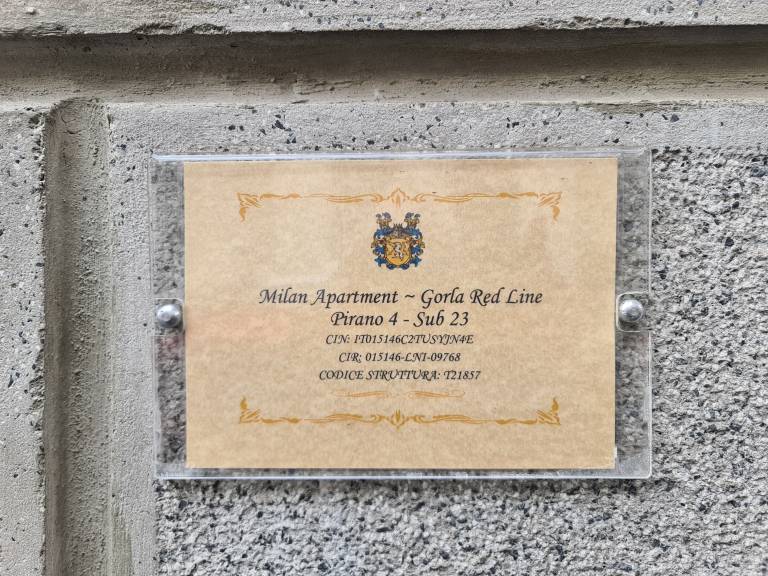 Milan Apartment ~ Gorla Red Line
Pirano 4 - Sub 23
CIN: IT015146C2TUSYJN4E
CIR: 015146-LNI-09768
CODICE STRUTTURA: T21857